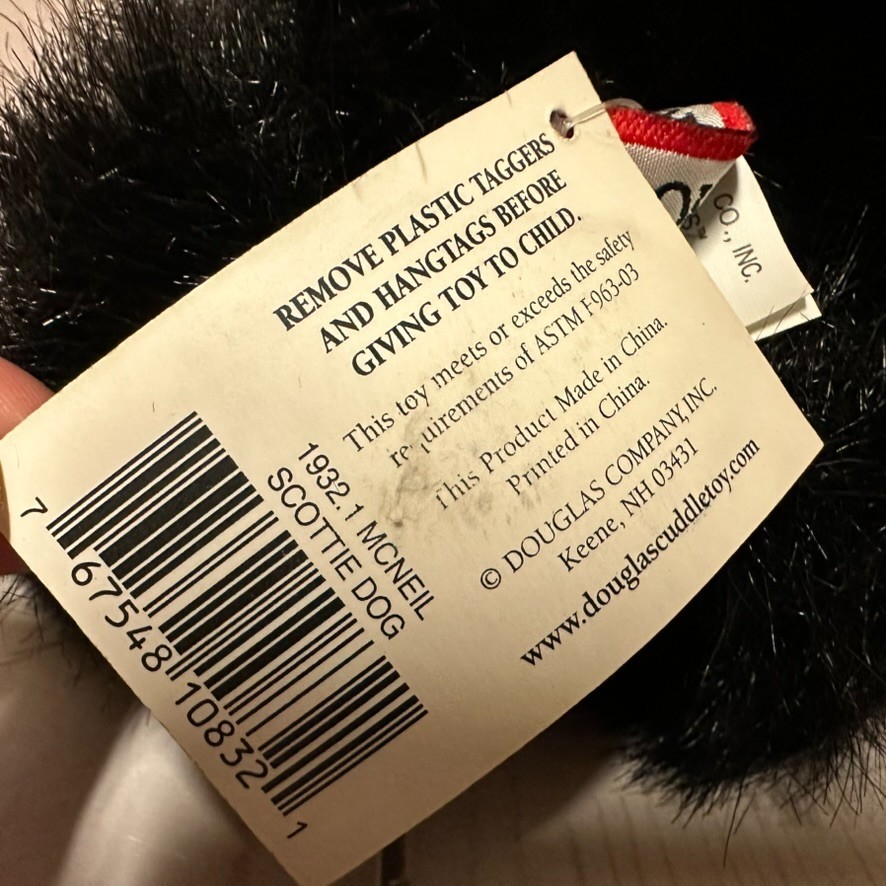 REMOVE PLASTIC TAGGERS
AND HANGTAGS BEFORE
GIVING TOY TO CHILD.
This toy meets or exceeds the safety
requirements of ASTM F963-03
This Product Made in China.
Printed in China.
© DOUGLAS COMPANY, INC.
Keene, NH 03431
www.douglascuddletoy.com
1932.1 MCNEIL
SCOTTIE DOG
7 67548 10832 1
CO., INC.